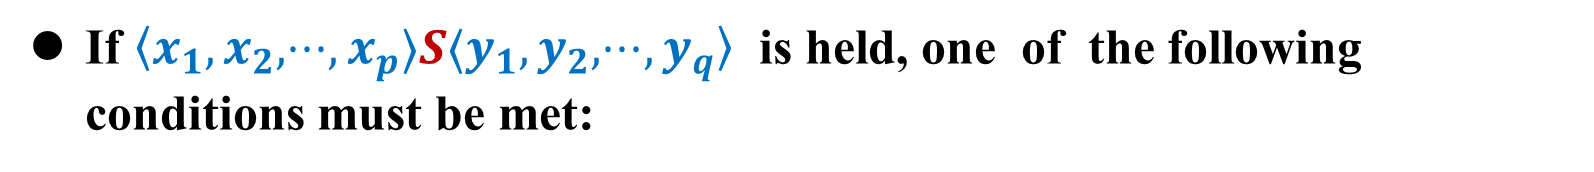 ● If ⟨x₁, x₂,⋯, xₚ⟩S⟨y₁, y₂,⋯, y_q⟩ is held, one of the following
conditions must be met: